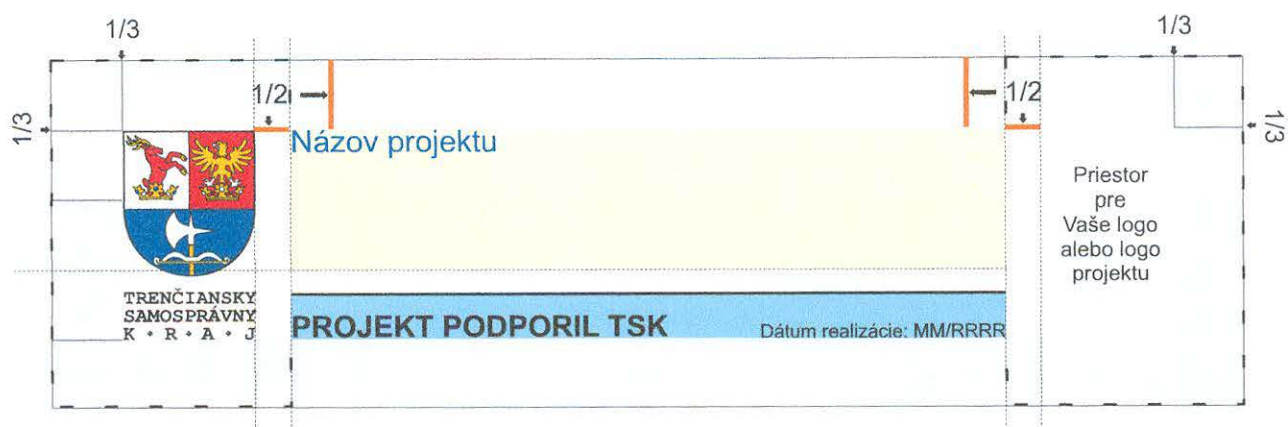 1/3
1/3
1/2
1/2
1/3
1/3
Názov projektu
Priestor
pre
Vaše logo
alebo logo
projektu
TRENČIANSKY
SAMOSPRÁVNY
K • R • A • J
PROJEKT PODPORIL TSK
Dátum realizácie: MM/RRRR